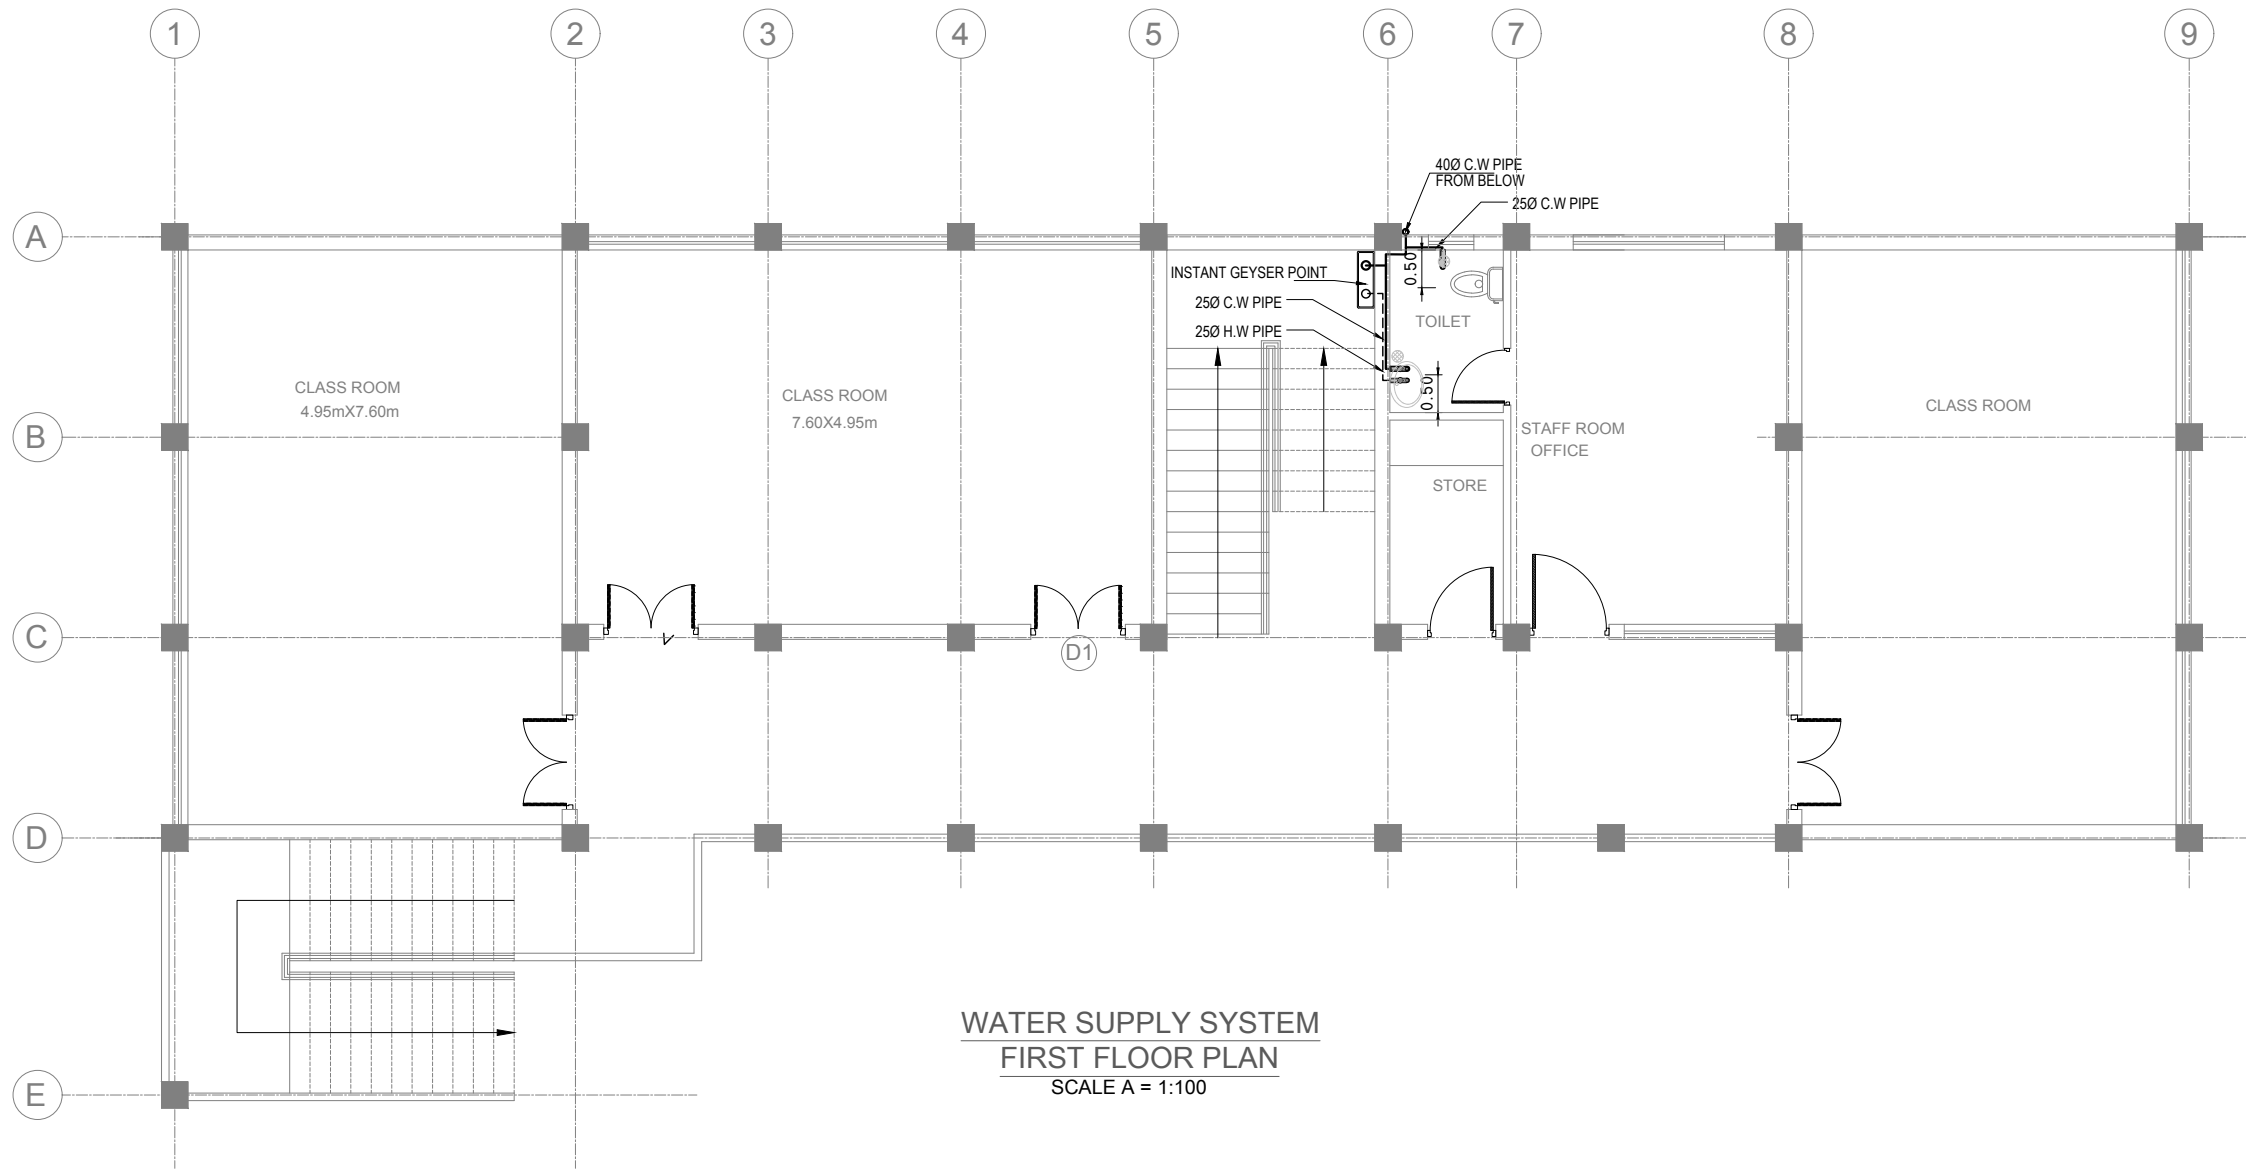 1 2 3 4 5 6 7 8 9
40Ø C.W PIPE
FROM BELOW
25Ø C.W PIPE
A
0.50
INSTANT GEYSER POINT
25Ø C.W PIPE
TOILET
25Ø H.W PIPE
CLASS ROOM
4.95mX7.60m
CLASS ROOM
7.60X4.95m
0.50
CLASS ROOM
B
STAFF ROOM
OFFICE
STORE
C
D1
D
WATER SUPPLY SYSTEM
FIRST FLOOR PLAN
SCALE A = 1:100
E